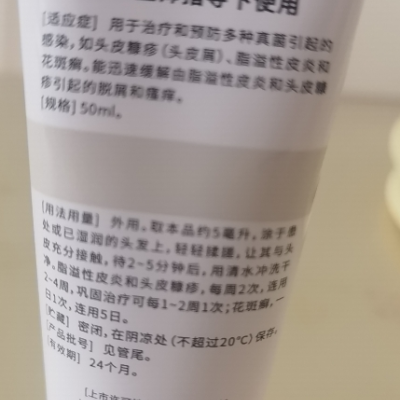 指导下使用
[适应症] 用于治疗和预防多种真菌引起的
感染，如头皮糠疹（头皮屑）、脂溢性皮炎和
花斑癣。能迅速缓解由脂溢性皮炎和头皮糠
疹引起的脱屑和瘙痒。
[规格] 50ml。
[用法用量] 外用。取本品约5毫升，涂于患
处或已湿润的头发上，轻轻揉搓，让其与头
皮充分接触，待2~5分钟后，用清水冲洗干
净。脂溢性皮炎和头皮糠疹，每周2次，连用
2~4周，巩固治疗可每1~2周1次；花斑癣，一
日1次，连用5日。
[贮藏] 密闭，在阴凉处（不超过20℃）保存。
[产品批号] 见管尾。
[有效期] 24个月。
[上市许可